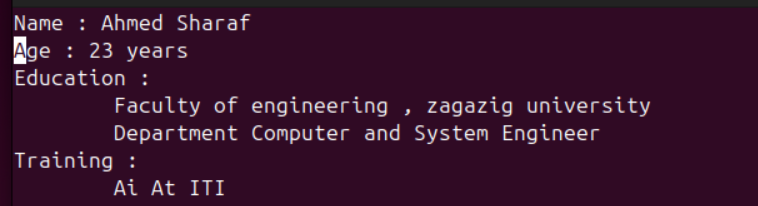 Name : Ahmed Sharaf
Age : 23 years
Education :
Faculty of engineering , zagazig university
Department Computer and System Engineer
Training :
Ai At ITI